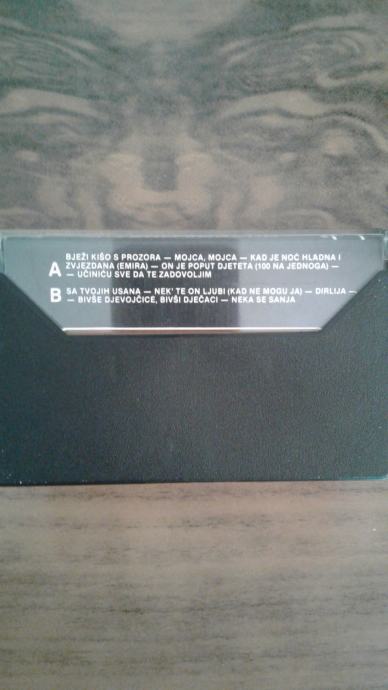 A
BJEŽI KIŠO S PROZORA — MOJCA, MOJCA — KAD JE NOĆ HLADNA I
ZVJEZDANA (EMIRA) — ON JE POPUT DJETETA (100 NA JEDNOGA) —
— UČINIĆU SVE DA TE ZADOVOLJIM
B
SA TVOJIH USANA — NEK' TE ON LJUBI (KAD NE MOGU JA) — DIRLIJA —
— BIVŠE DJEVOJČICE, BIVŠI DJEČACI — NEKA SE SANJA